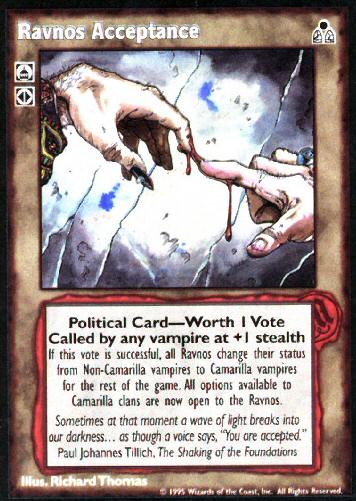 Ravnos Acceptance
Political Card—Worth 1 Vote
Called by any vampire at +1 stealth
If this vote is successful, all Ravnos change their status
from Non-Camarilla vampires to Camarilla vampires
for the rest of the game. All options available to
Camarilla clans are now open to the Ravnos.
Sometimes at that moment a wave of light breaks into
our darkness... as though a voice says, "You are accepted."
Paul Johannes Tillich, The Shaking of the Foundations
Illus. Richard Thomas
© 1995 Wizards of the Coast, Inc. All Rights Reserved.